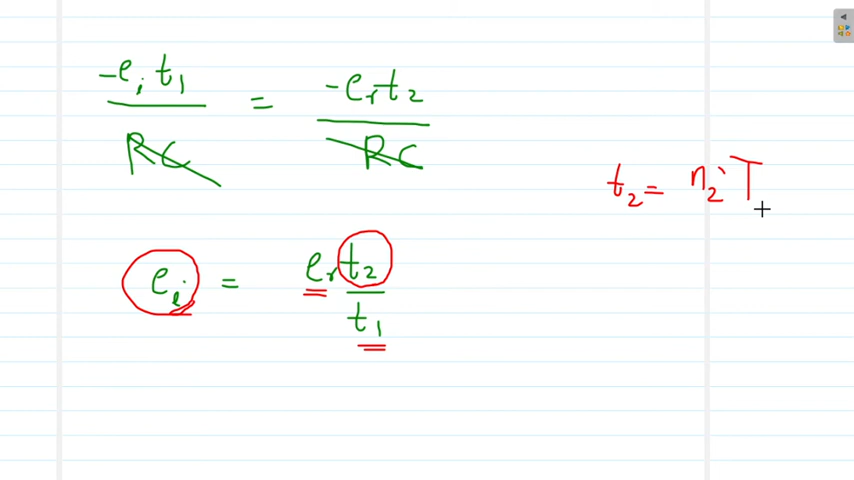 -e_i t_1 / RC = -e_r t_2 / RC
t_2 = n_2 T
e_i = e_r t_2 / t_1